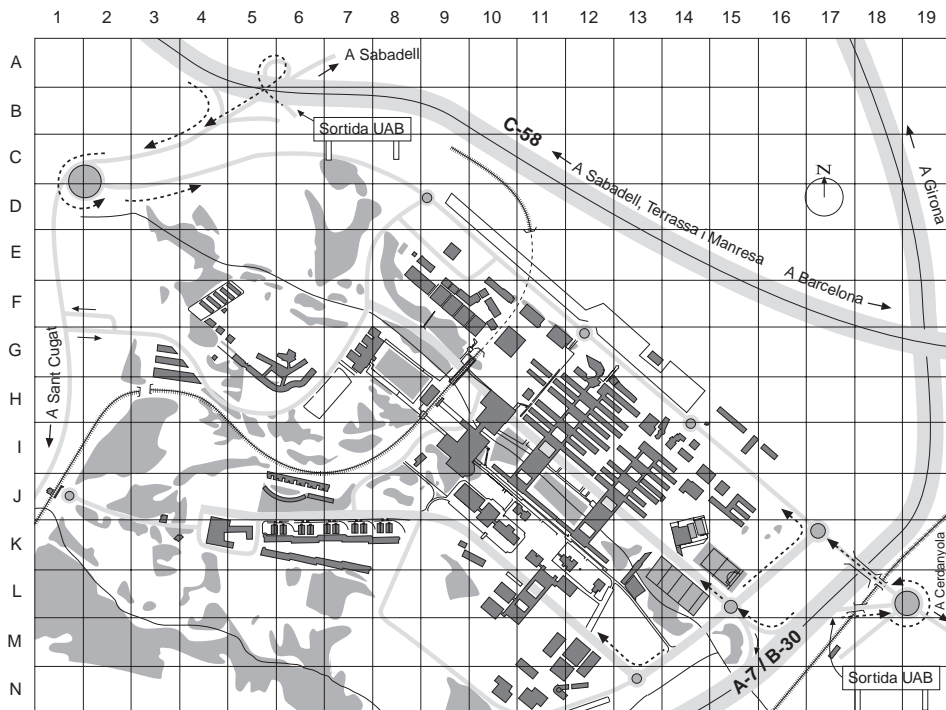 1 2 3 4 5 6 7 8 9 10 11 12 13 14 15 16 17 18 19
A
B
C
D
E
F
G
H
I
J
K
L
M
N
A Sabadell
Sortida UAB
C-58
A Sabadell, Terrassa i Manresa
A Barcelona
A Girona
N
A Sant Cugat
A Cerdanyola
A-7 / B-30
Sortida UAB